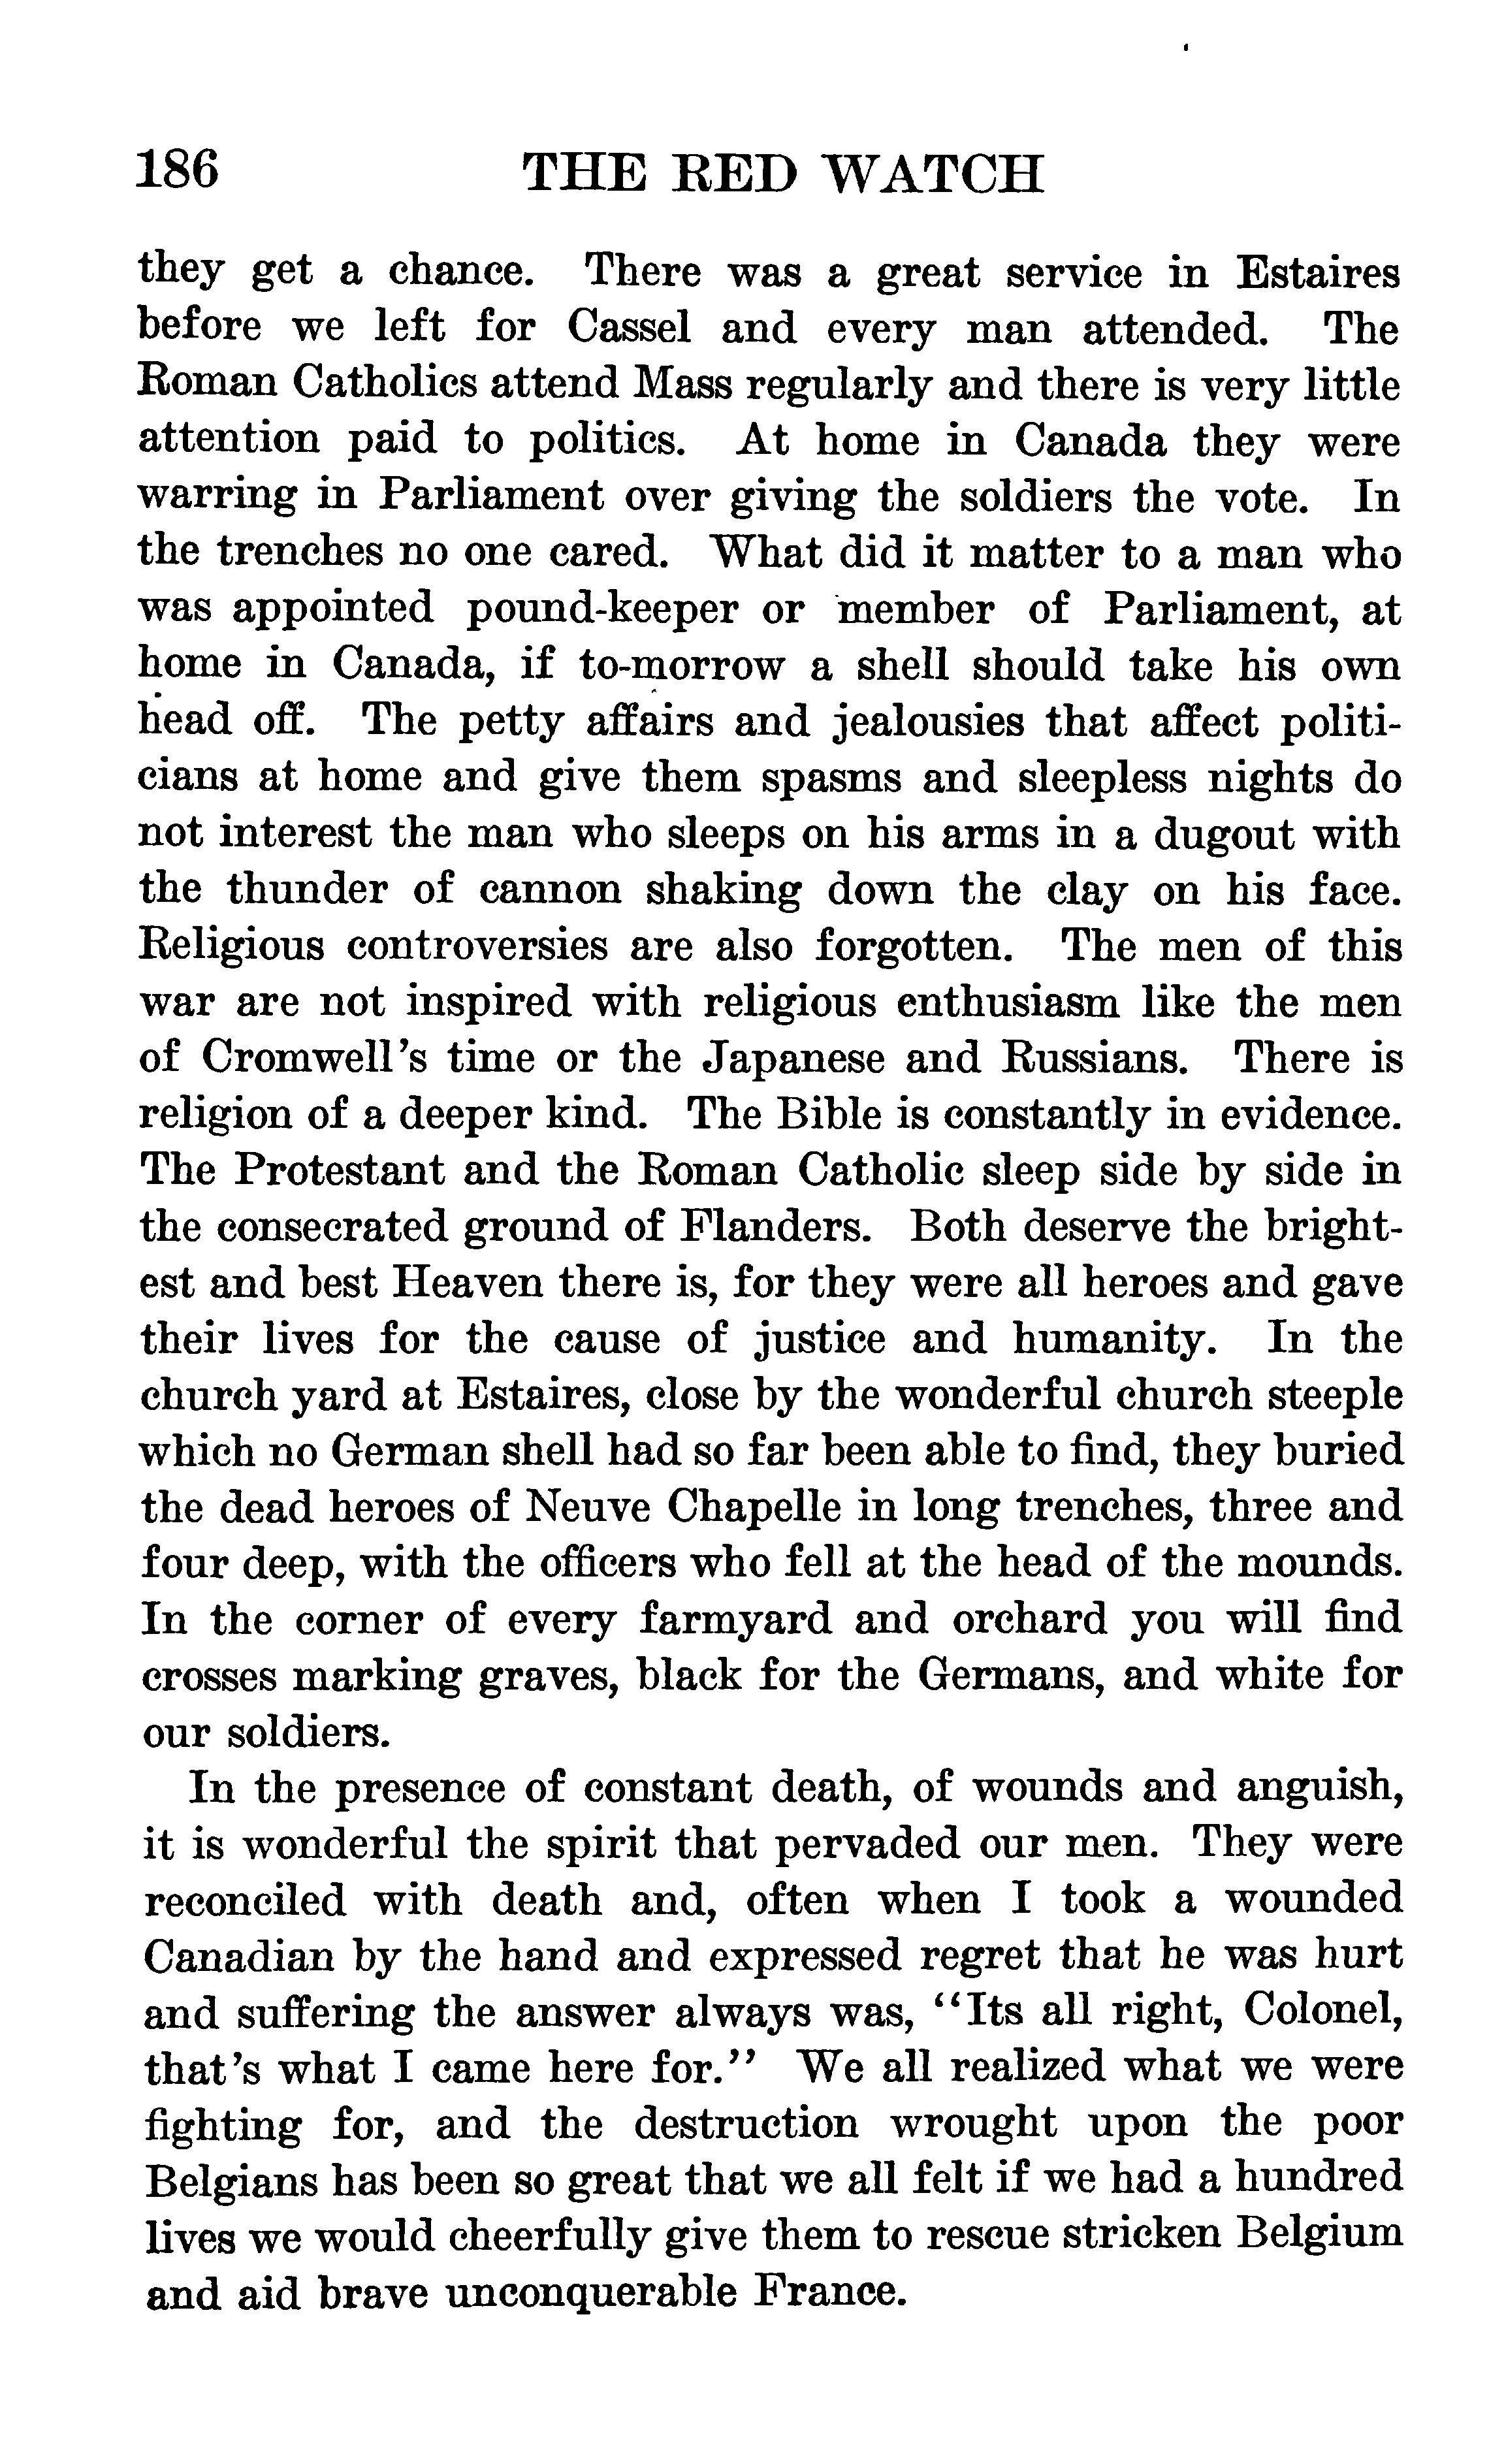 186 THE RED WATCH
they get a chance. There was a great service in Estaires
before we left for Cassel and every man attended. The
Roman Catholics attend Mass regularly and there is very little
attention paid to politics. At home in Canada they were
warring in Parliament over giving the soldiers the vote. In
the trenches no one cared. What did it matter to a man who
was appointed pound-keeper or member of Parliament, at
home in Canada, if to-morrow a shell should take his own
head off. The petty affairs and jealousies that affect politi-
cians at home and give them spasms and sleepless nights do
not interest the man who sleeps on his arms in a dugout with
the thunder of cannon shaking down the clay on his face.
Religious controversies are also forgotten. The men of this
war are not inspired with religious enthusiasm like the men
of Cromwell's time or the Japanese and Russians. There is
religion of a deeper kind. The Bible is constantly in evidence.
The Protestant and the Roman Catholic sleep side by side in
the consecrated ground of Flanders. Both deserve the bright-
est and best Heaven there is, for they were all heroes and gave
their lives for the cause of justice and humanity. In the
church yard at Estaires, close by the wonderful church steeple
which no German shell had so far been able to find, they buried
the dead heroes of Neuve Chapelle in long trenches, three and
four deep, with the officers who fell at the head of the mounds.
In the corner of every farmyard and orchard you will find
crosses marking graves, black for the Germans, and white for
our soldiers.
In the presence of constant death, of wounds and anguish,
it is wonderful the spirit that pervaded our men. They were
reconciled with death and, often when I took a wounded
Canadian by the hand and expressed regret that he was hurt
and suffering the answer always was, "Its all right, Colonel,
that's what I came here for." We all realized what we were
fighting for, and the destruction wrought upon the poor
Belgians has been so great that we all felt if we had a hundred
lives we would cheerfully give them to rescue stricken Belgium
and aid brave unconquerable France.